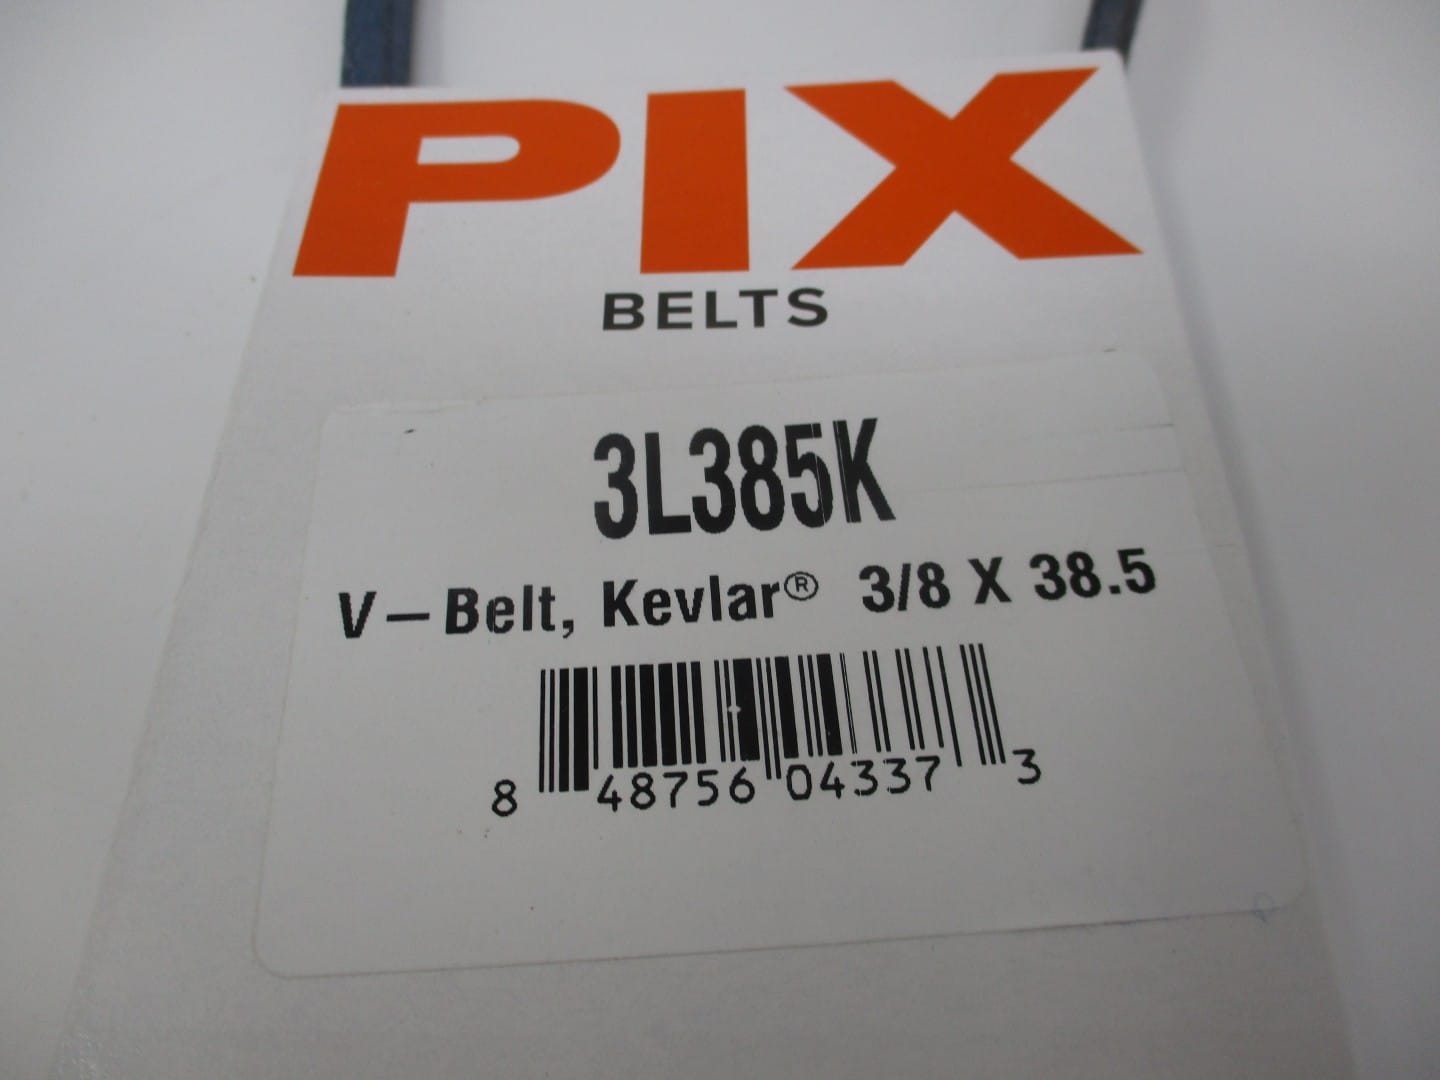 PIX
BELTS
3L385K
V-Belt, Kevlar® 3/8 X 38.5
8 48756 04337 3